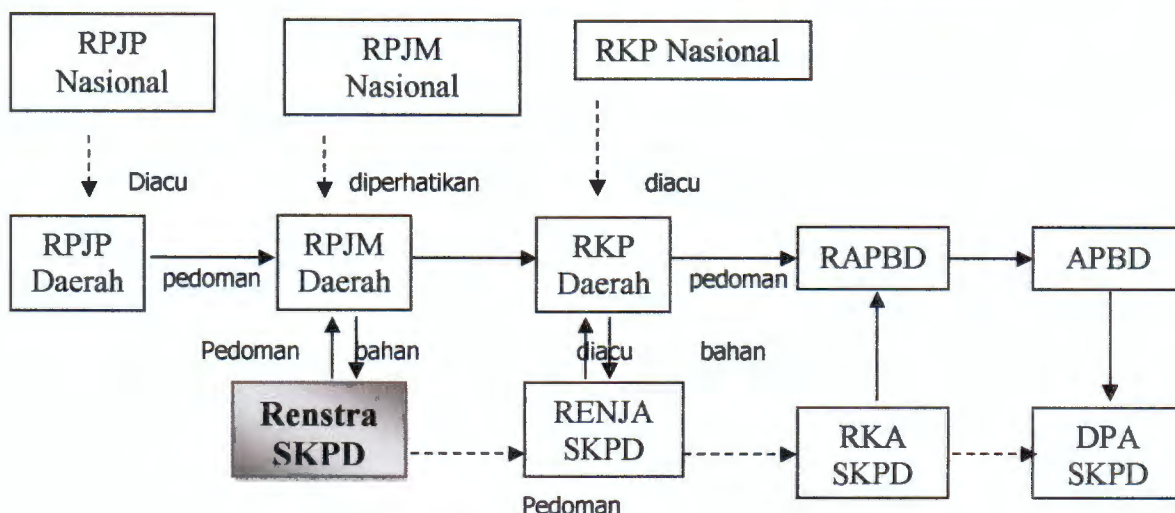 RPJP
Nasional
RPJM
Nasional
RKP Nasional
Diacu
diperhatikan
diacu
RPJP
Daerah
pedoman
RPJM
Daerah
RKP
Daerah
pedoman
RAPBD
APBD
Pedoman
bahan
diacu
bahan
Renstra
SKPD
RENJA
SKPD
RKA
SKPD
DPA
SKPD
Pedoman